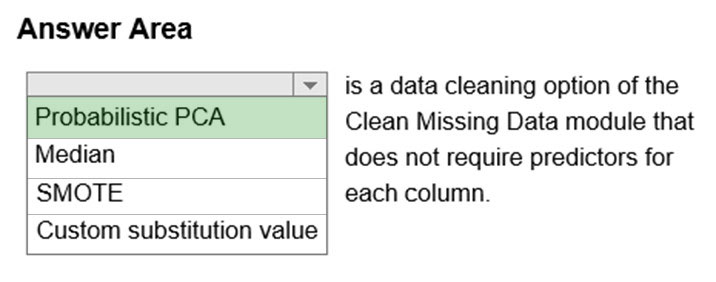 Answer Area
Probabilistic PCA
Median
SMOTE
Custom substitution value
is a data cleaning option of the
Clean Missing Data module that
does not require predictors for
each column.